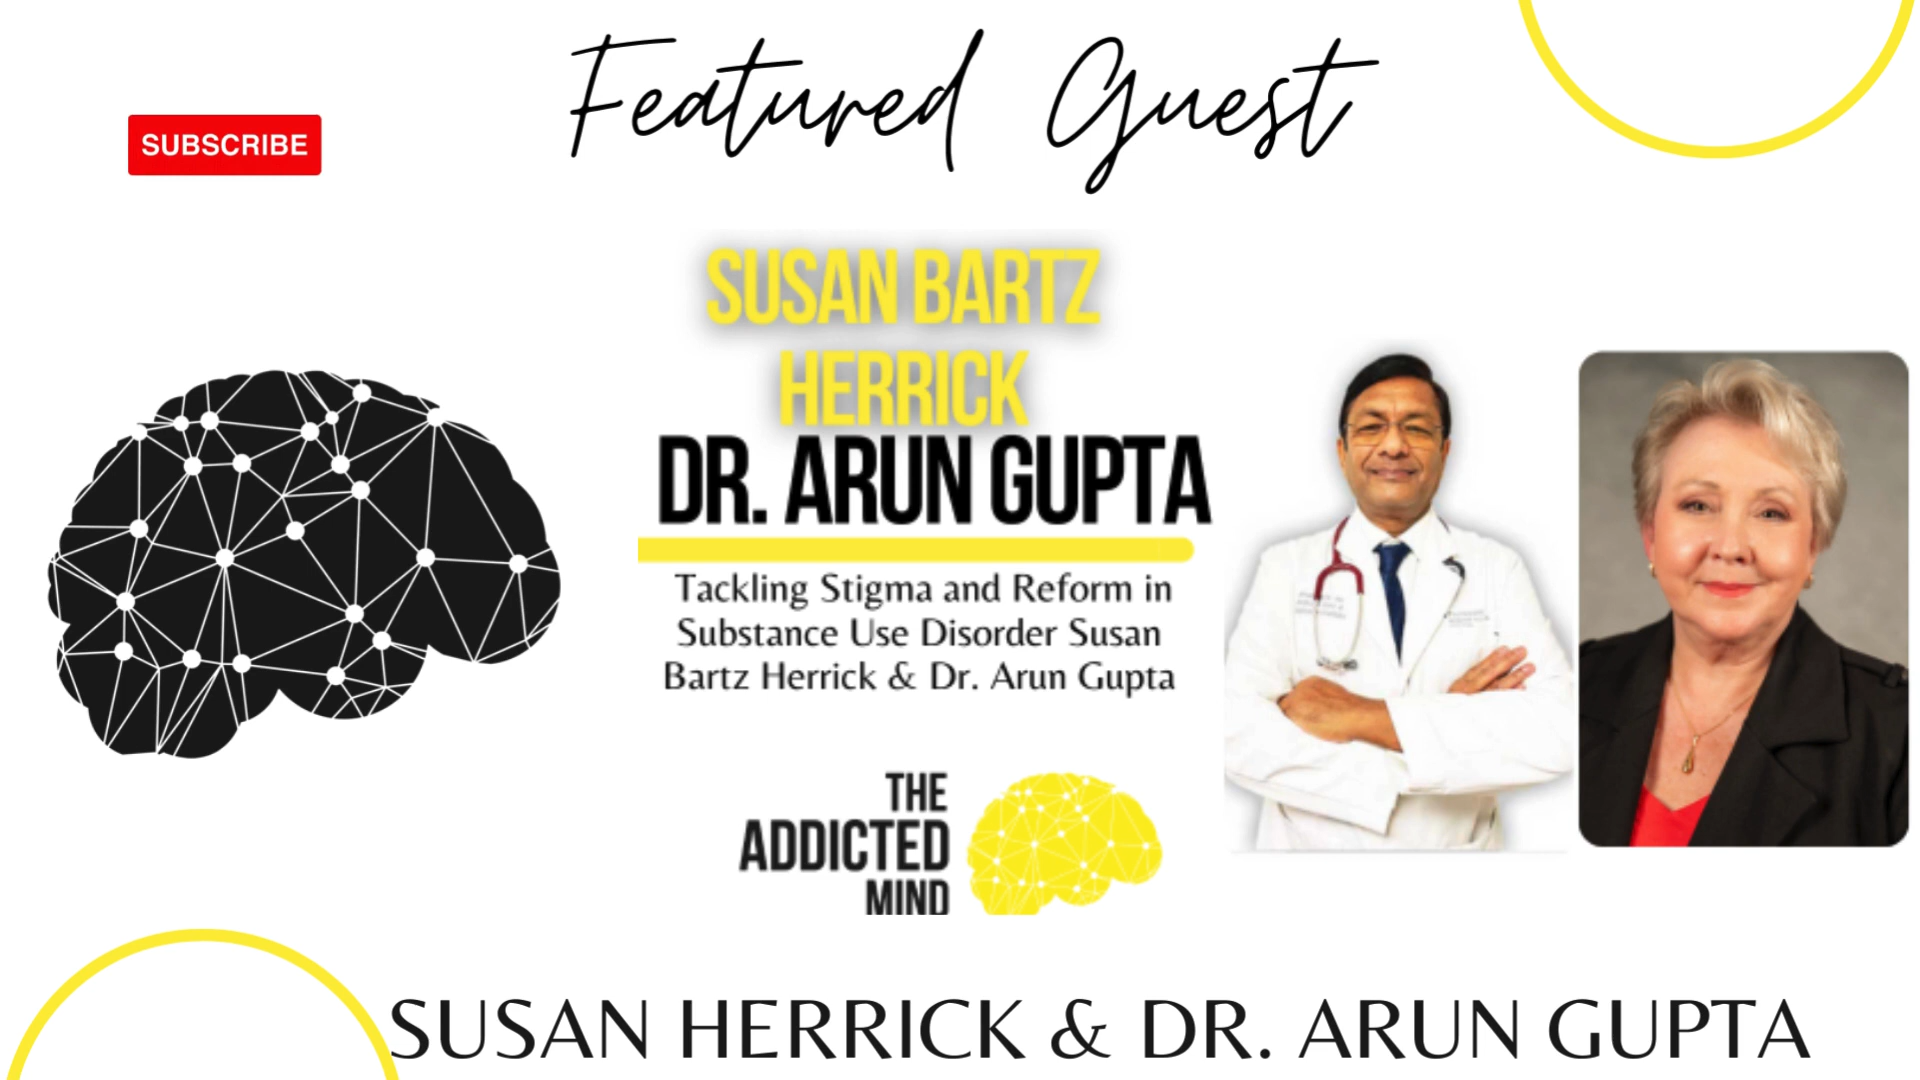 Featured Guest
SUBSCRIBE
SUSAN BARTZ
HERRICK
DR. ARUN GUPTA
Tackling Stigma and Reform in
Substance Use Disorder Susan
Bartz Herrick & Dr. Arun Gupta
THE
ADDICTED
MIND
SUSAN HERRICK & DR. ARUN GUPTA